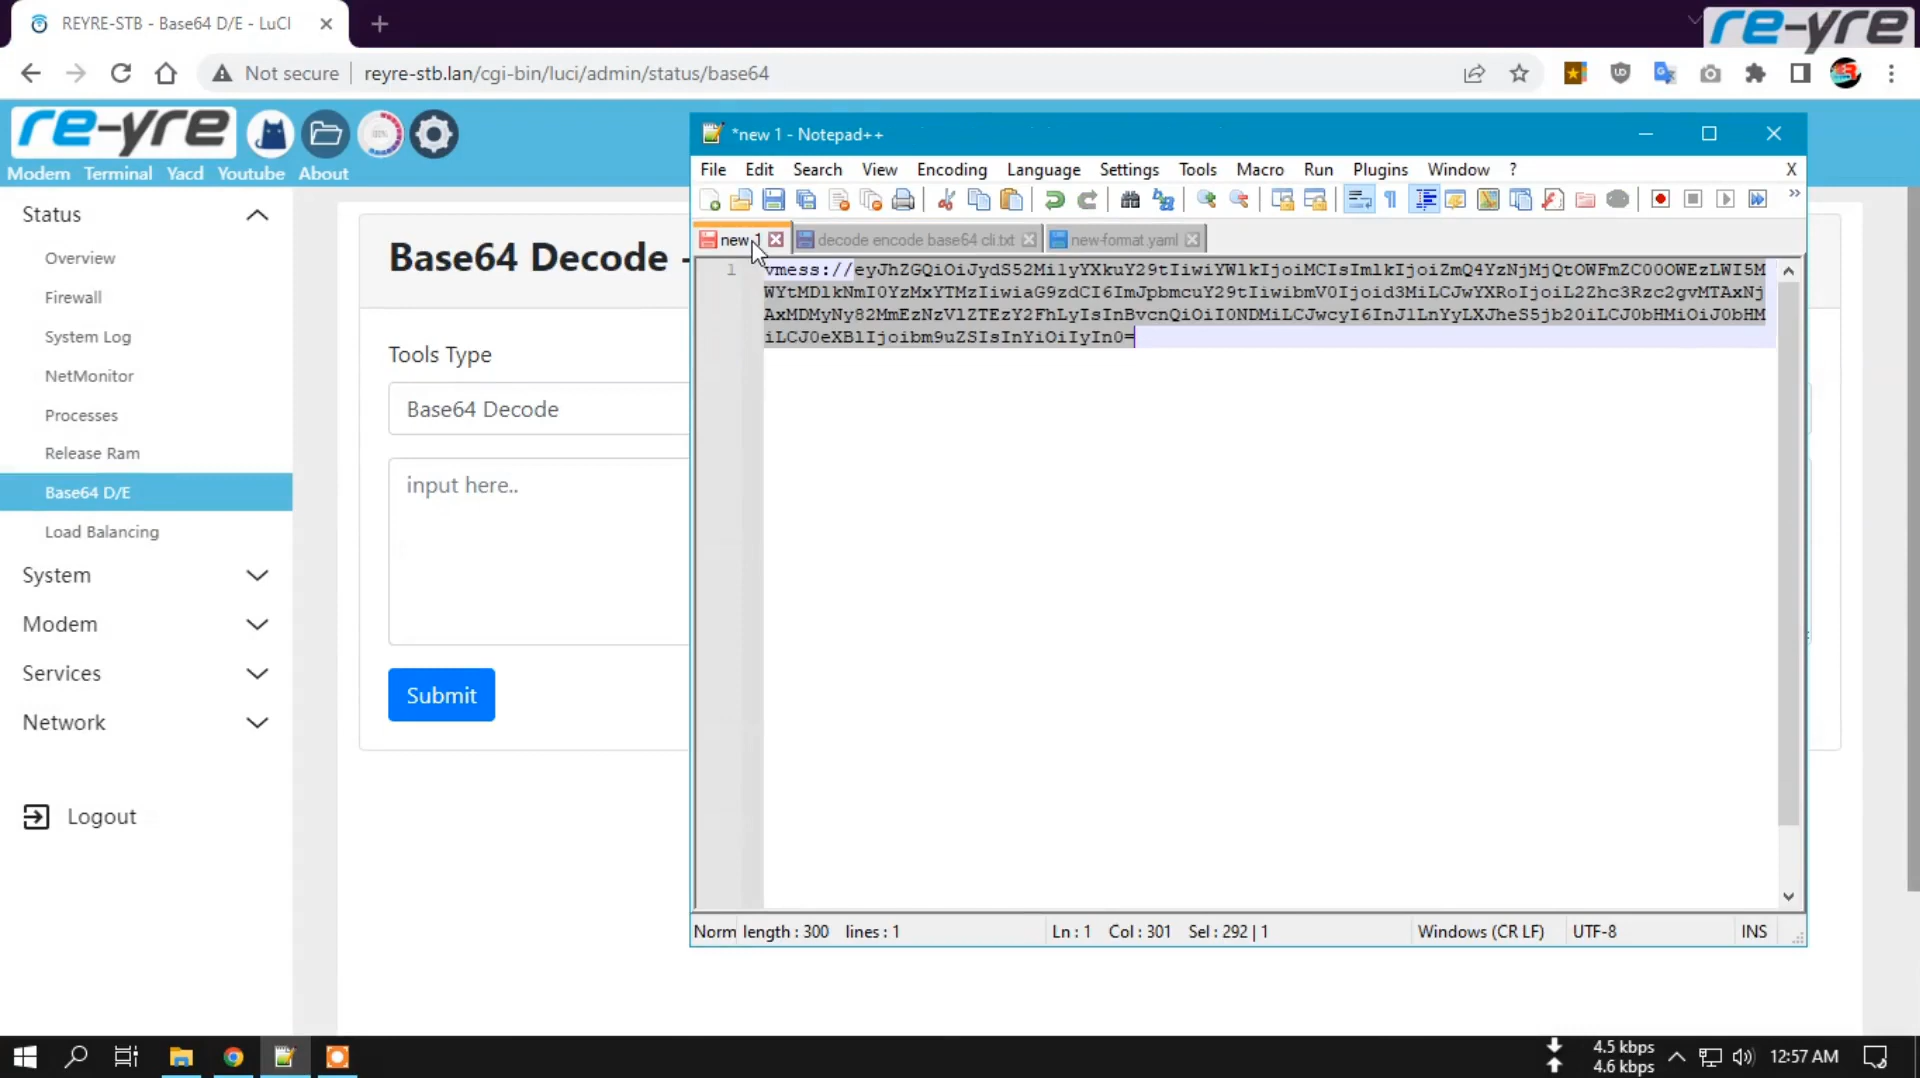 REYRE-STB - Base64 D/E - LuCI
re-yre
Not secure
reyre-stb.lan/cgi-bin/luci/admin/status/base64
re-yre
Modem Terminal Yacd Youtube About
Status
Overview
Firewall
System Log
NetMonitor
Processes
Release Ram
Base64 D/E
Load Balancing
System
Modem
Services
Network
Logout
Base64 Decode -
Tools Type
Base64 Decode
input here..
Submit
*new 1 - Notepad++
File Edit Search View Encoding Language Settings Tools Macro Run Plugins Window ? X
new 1 decode encode base64 cli.txt new-format.yaml
1
vmess://eyJhZGQiOiJydS52MilyYXkuY29tIiwiYWlkIjoiMCIsImlkIjoiZmQ4YzNjMjQtOWFmZC00OWEzLWI5M
WYtMDlkNmI0YzMxYTMzIiwiaG9zdCI6ImJpbmcuY29tIiwibmV0Ijoid3MiLCJwYXRoIjoiL2Zhc3Rzc2gvMTAxNj
AxMDMyNy82MmEzNzVlZTEzY2FhLyIsInBvcnQiOiI0NDMiLCJwcyI6InJ1LnYyLXJheS5jb20iLCJ0bHMiOiJ0bHM
iLCJ0eXBlIjoibm9uZSIsInYiOiIyIn0=
Norm length : 300 lines : 1 Ln : 1 Col : 301 Sel : 292 | 1 Windows (CR LF) UTF-8 INS
4.5 kbps
4.6 kbps
12:57 AM